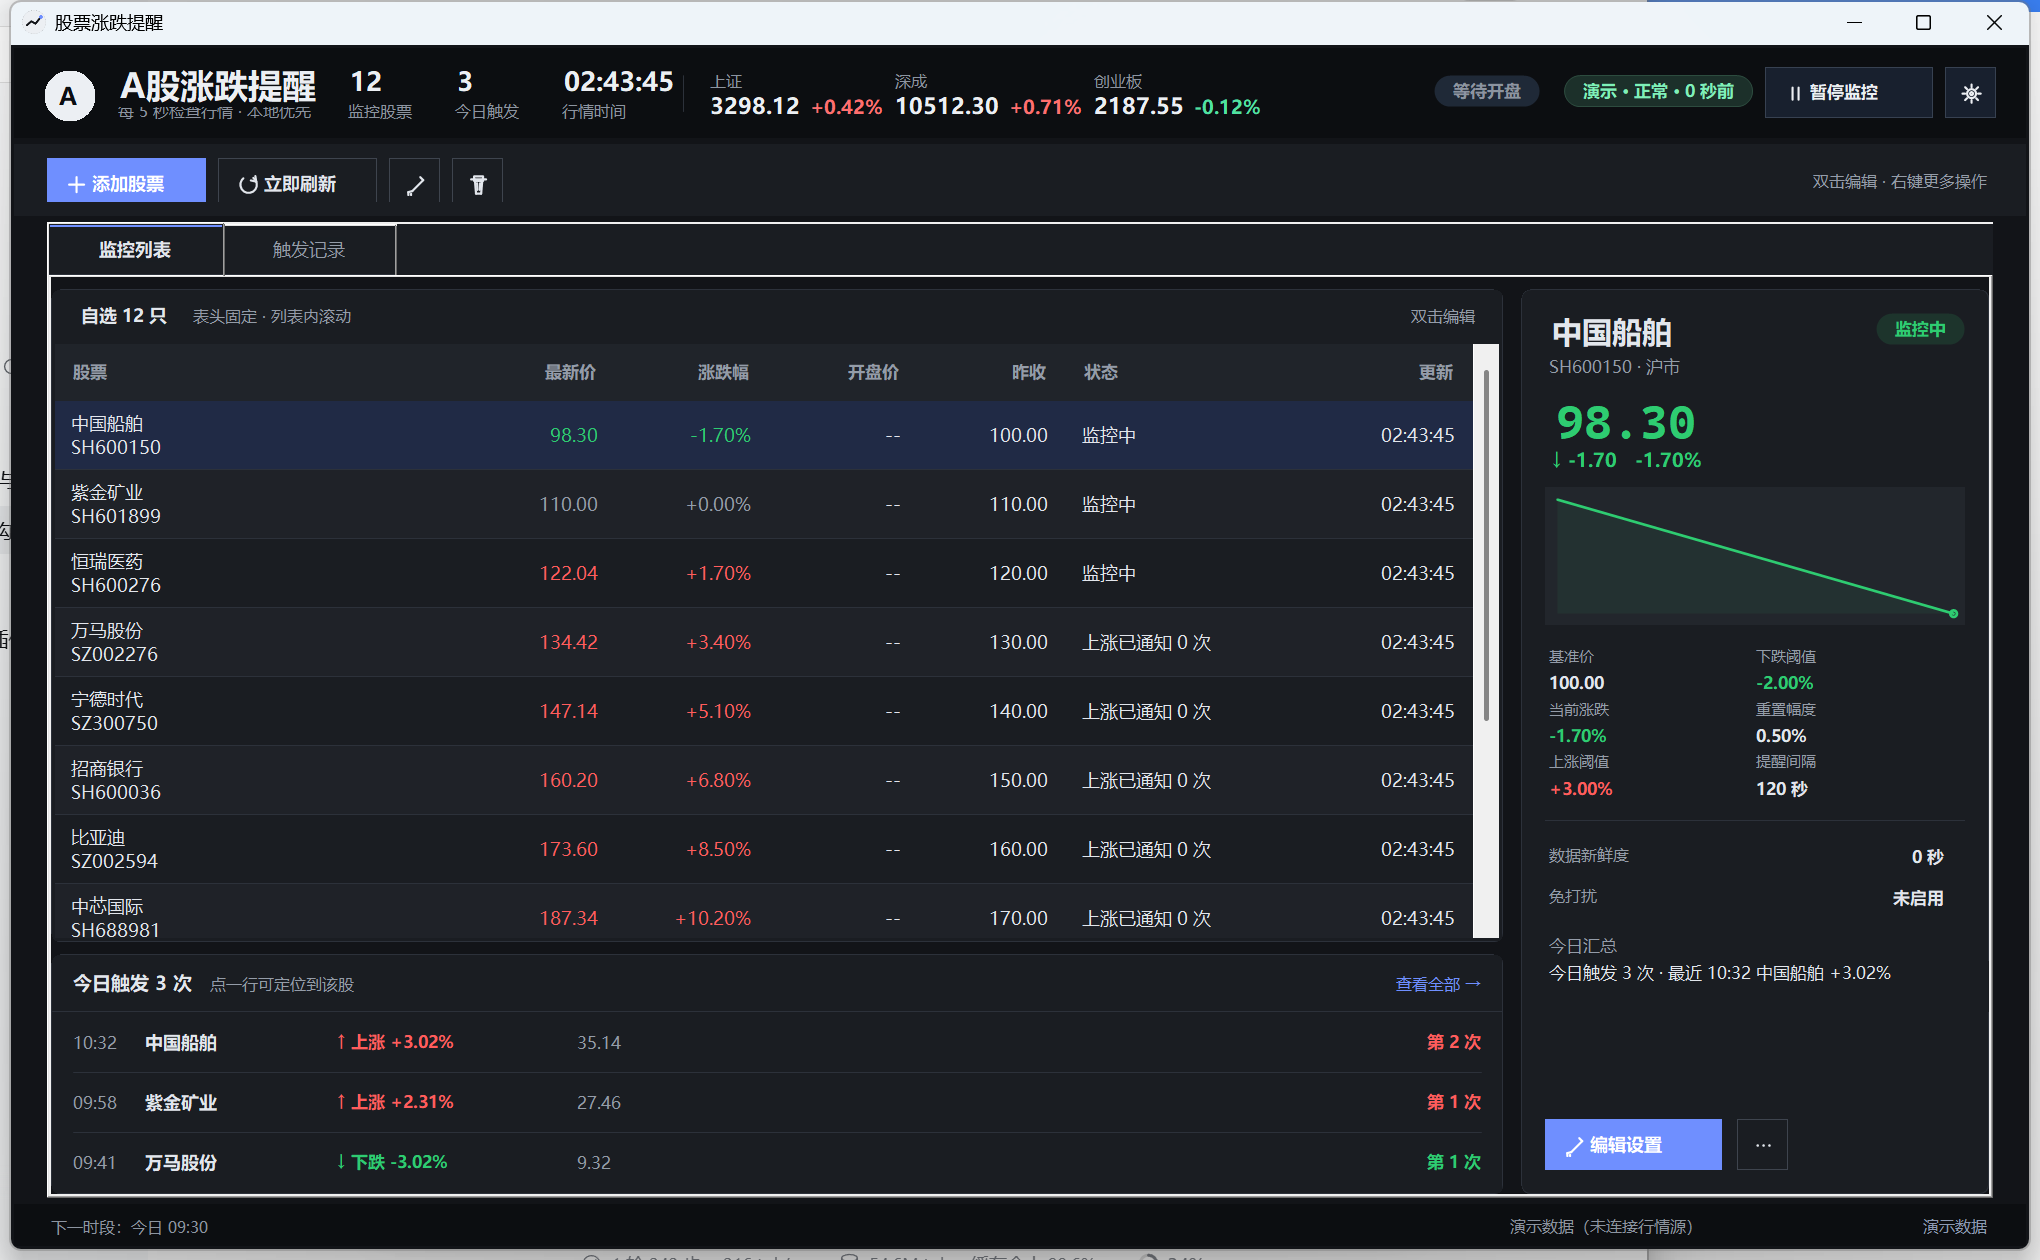 股票涨跌提醒
A
A股涨跌提醒
每 5 秒检查行情 · 本地优先
12
监控股票
3
今日触发
02:43:45
行情时间
上证
3298.12 +0.42%
深成
10512.30 +0.71%
创业板
2187.55 -0.12%
等待开盘
演示 • 正常 • 0 秒前
暂停监控
添加股票
立即刷新
双击编辑 · 右键更多操作
监控列表
触发记录
自选 12 只 表头固定 · 列表内滚动 双击编辑
股票 最新价 涨跌幅 开盘价 昨收 状态 更新
中国船舶
SH600150
98.30 -1.70% -- 100.00 监控中 02:43:45
紫金矿业
SH601899
110.00 +0.00% -- 110.00 监控中 02:43:45
恒瑞医药
SH600276
122.04 +1.70% -- 120.00 监控中 02:43:45
万马股份
SZ002276
134.42 +3.40% -- 130.00 上涨已通知 0 次 02:43:45
宁德时代
SZ300750
147.14 +5.10% -- 140.00 上涨已通知 0 次 02:43:45
招商银行
SH600036
160.20 +6.80% -- 150.00 上涨已通知 0 次 02:43:45
比亚迪
SZ002594
173.60 +8.50% -- 160.00 上涨已通知 0 次 02:43:45
中芯国际
SH688981
187.34 +10.20% -- 170.00 上涨已通知 0 次 02:43:45
今日触发 3 次 点一行可定位到该股 查看全部 →
10:32 中国船舶 ↑ 上涨 +3.02% 35.14 第 2 次
09:58 紫金矿业 ↑ 上涨 +2.31% 27.46 第 1 次
09:41 万马股份 ↓ 下跌 -3.02% 9.32 第 1 次
中国船舶 监控中
SH600150 · 沪市
98.30
↓ -1.70 -1.70%
基准价 下跌阈值
100.00 -2.00%
当前涨跌 重置幅度
-1.70% 0.50%
上涨阈值 提醒间隔
+3.00% 120 秒
数据新鲜度 0 秒
免打扰 未启用
今日汇总
今日触发 3 次 · 最近 10:32 中国船舶 +3.02%
编辑设置 ...
下一时段：今日 09:30
演示数据（未连接行情源）
演示数据